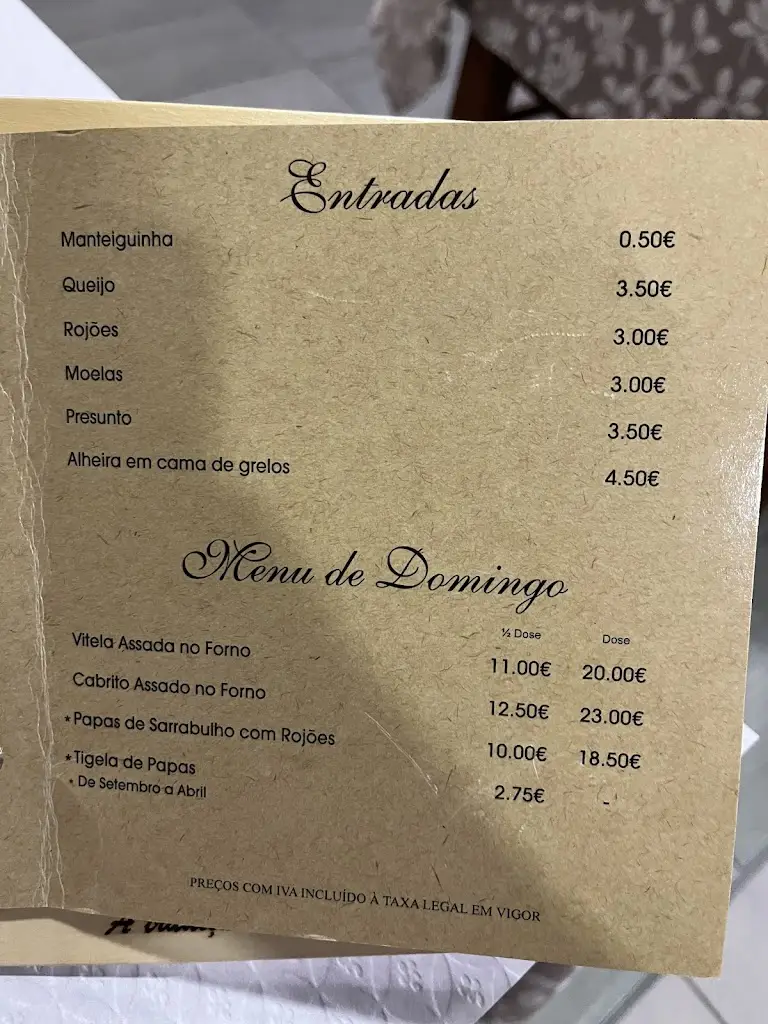 Entradas
Manteiguinha 0.50€
Queijo 3.50€
Rojões 3.00€
Moelas 3.00€
Presunto 3.50€
Alheira em cama de grelos 4.50€
Menu de Domingo
½ Dose Dose
Vitela Assada no Forno 11.00€ 20.00€
Cabrito Assado no Forno 12.50€ 23.00€
*Papas de Sarrabulho com Rojões 10.00€ 18.50€
*Tigela de Papas 2.75€ -
* De Setembro a Abril
PREÇOS COM IVA INCLUÍDO À TAXA LEGAL EM VIGOR